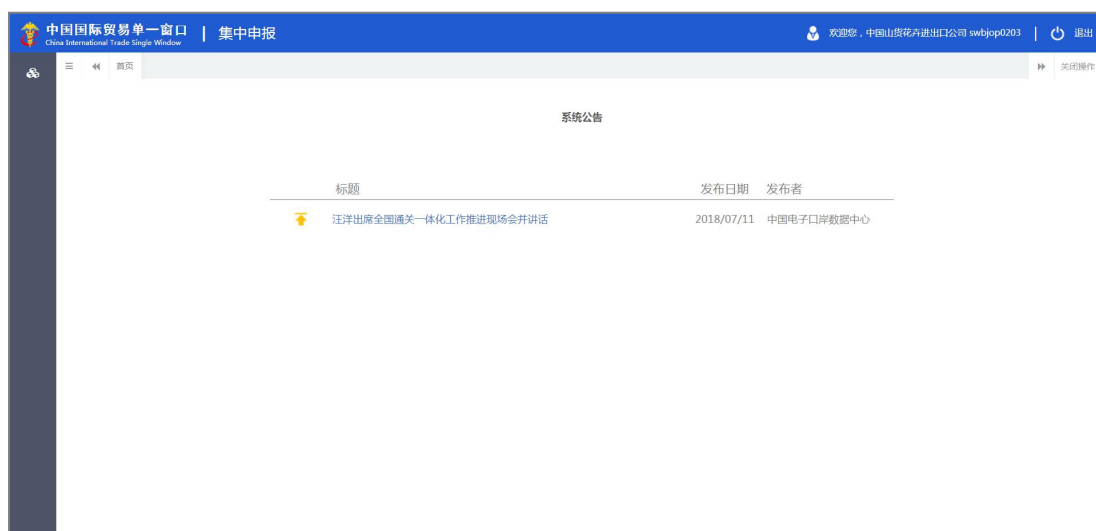 中国国际贸易单一窗口 | 集中申报
China International Trade Single Window
欢迎您，中国山货花卉进出口公司 swbjop0203 | 退出
首页
关闭操作
系统公告
标题 发布日期 发布者
汪洋出席全国通关一体化工作推进现场会并讲话 2018/07/11 中国电子口岸数据中心